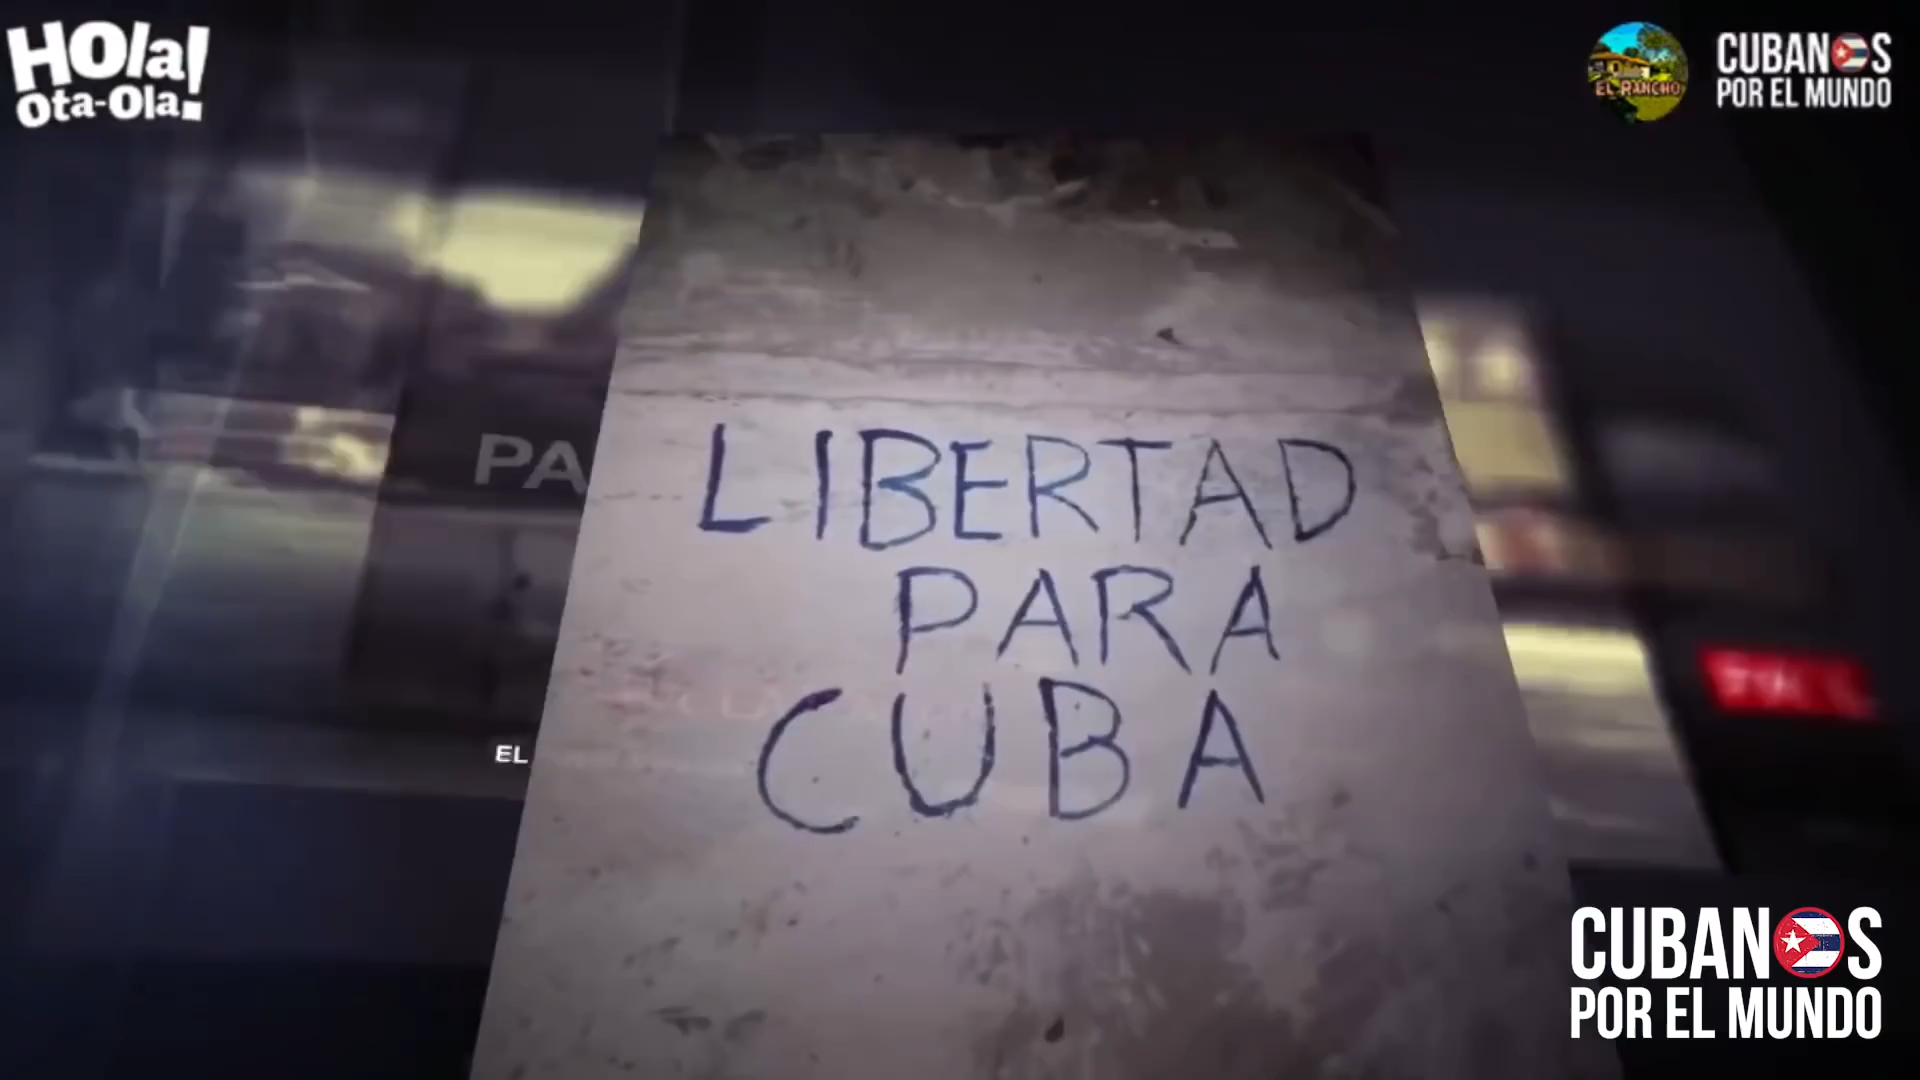 Hola!
Ota-Ola!
EL RANCHO
CUBANOS
POR EL MUNDO
PA
LIBERTAD
PARA
CUBA
EL
CUBANOS
POR EL MUNDO